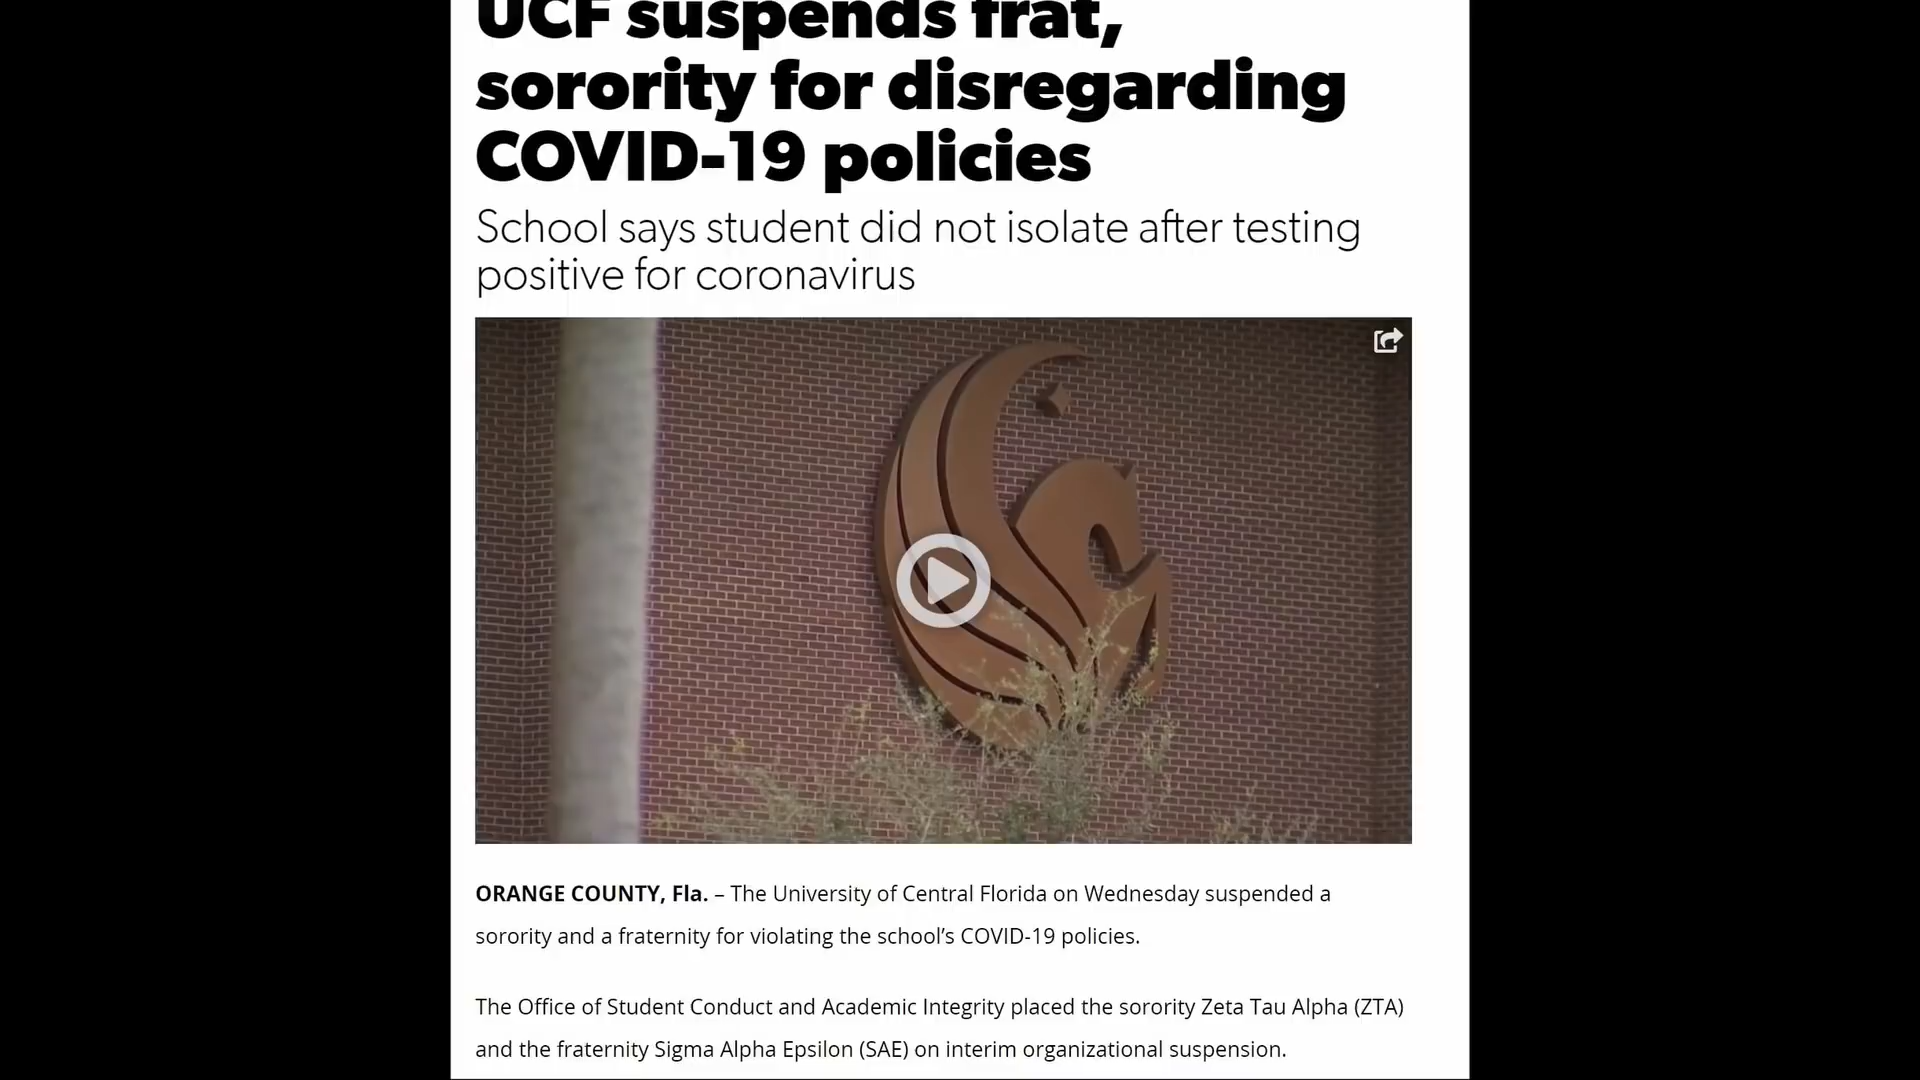 UCF suspends frat,
sorority for disregarding
COVID-19 policies
School says student did not isolate after testing
positive for coronavirus
ORANGE COUNTY, Fla. – The University of Central Florida on Wednesday suspended a
sorority and a fraternity for violating the school’s COVID-19 policies.
The Office of Student Conduct and Academic Integrity placed the sorority Zeta Tau Alpha (ZTA)
and the fraternity Sigma Alpha Epsilon (SAE) on interim organizational suspension.